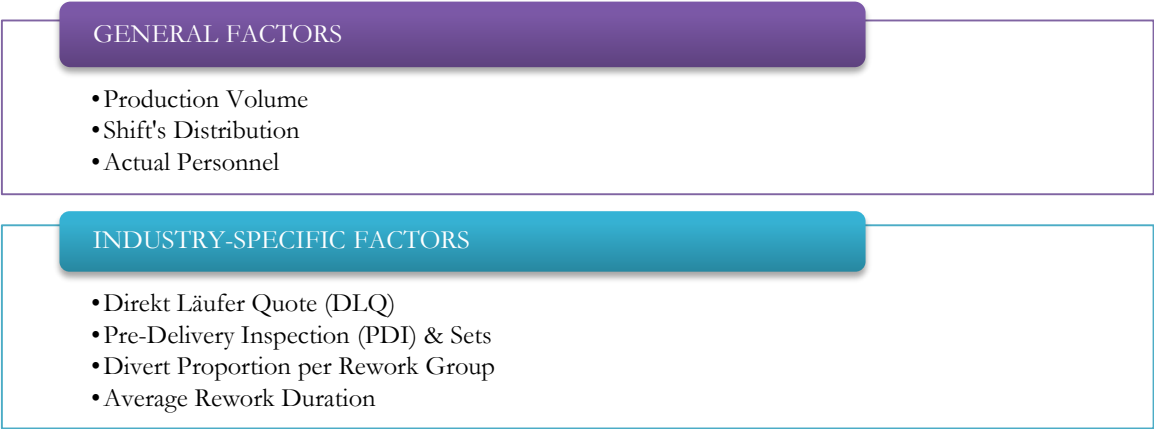 GENERAL FACTORS
•Production Volume
•Shift's Distribution
•Actual Personnel
INDUSTRY-SPECIFIC FACTORS
•Direkt Läufer Quote (DLQ)
•Pre-Delivery Inspection (PDI) & Sets
•Divert Proportion per Rework Group
•Average Rework Duration